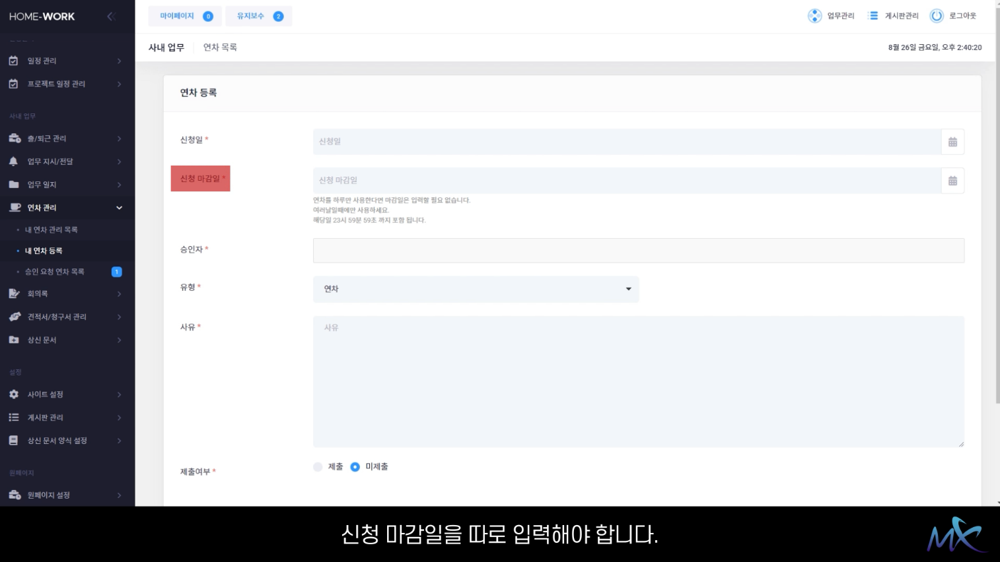 HOME-WORK
마이페이지 0
유지보수 2
업무관리
게시판관리
로그아웃
사내 업무
연차 목록
8월 26일 금요일, 오후 2:40:20
일정 관리
프로젝트 일정 관리
사내 업무
출/퇴근 관리
업무 지시/전달
업무 일지
연차 관리
내 연차 관리 목록
내 연차 등록
승인 요청 연차 목록 1
회의록
견적서/청구서 관리
상신 문서
설정
사이트 설정
게시판 관리
상신 문서 양식 설정
원페이지
원페이지 설정
연차 등록
신청일 *
신청일
신청 마감일 *
신청 마감일
연차를 하루만 사용한다면 마감일은 입력할 필요 없습니다.
여러날일때에만 사용하세요.
해당일 23시 59분 59초 까지 포함 됩니다.
승인자 *
유형 *
연차
사유 *
사유
제출여부 *
제출
미제출
신청 마감일을 따로 입력해야 합니다.
MX